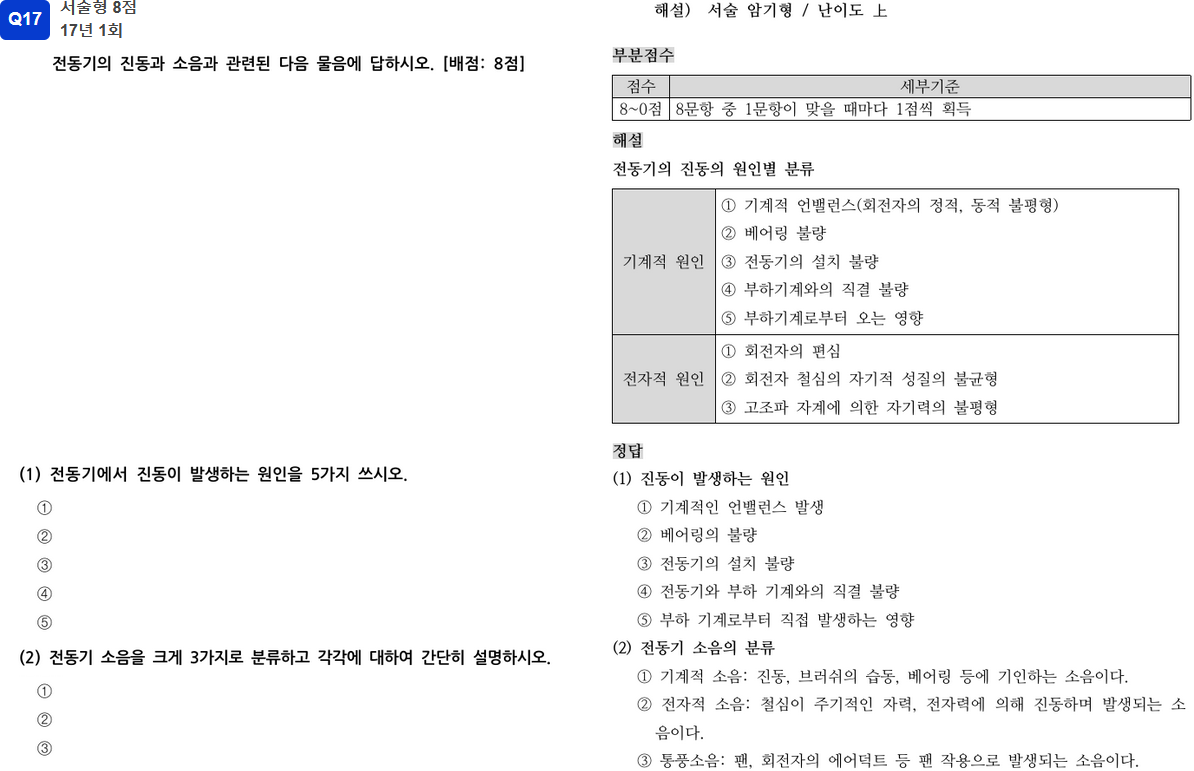 Q17
서술형 8점
17년 1회
전동기의 진동과 소음과 관련된 다음 물음에 답하시오. [배점: 8점]
(1) 전동기에서 진동이 발생하는 원인을 5가지 쓰시오.
①
②
③
④
⑤
(2) 전동기 소음을 크게 3가지로 분류하고 각각에 대하여 간단히 설명하시오.
①
②
③
해설) 서술 암기형 / 난이도 上
부분점수
점수 세부기준
8~0점 8문항 중 1문항이 맞을 때마다 1점씩 획득
해설
전동기의 진동의 원인별 분류
기계적 원인
① 기계적 언밸런스(회전자의 정적, 동적 불평형)
② 베어링 불량
③ 전동기의 설치 불량
④ 부하기계와의 직결 불량
⑤ 부하기계로부터 오는 영향
전자적 원인
① 회전자의 편심
② 회전자 철심의 자기적 성질의 불균형
③ 고조파 자계에 의한 자기력의 불평형
정답
(1) 진동이 발생하는 원인
① 기계적인 언밸런스 발생
② 베어링의 불량
③ 전동기의 설치 불량
④ 전동기와 부하 기계와의 직결 불량
⑤ 부하 기계로부터 직접 발생하는 영향
(2) 전동기 소음의 분류
① 기계적 소음: 진동, 브러쉬의 습동, 베어링 등에 기인하는 소음이다.
② 전자적 소음: 철심이 주기적인 자력, 전자력에 의해 진동하며 발생되는 소
음이다.
③ 통풍소음: 팬, 회전자의 에어덕트 등 팬 작용으로 발생되는 소음이다.